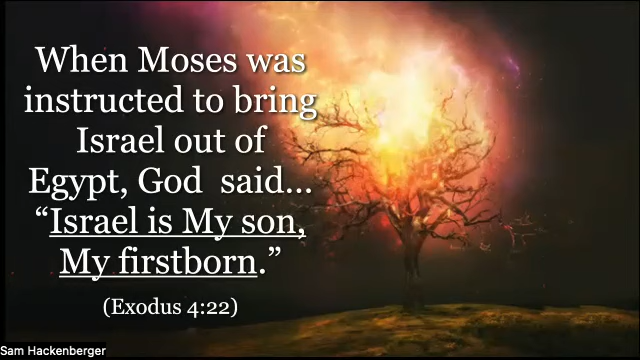 When Moses was
instructed to bring
Israel out of
Egypt, God  said...
“Israel is My son,
My firstborn.”
(Exodus 4:22)
Sam Hackenberger